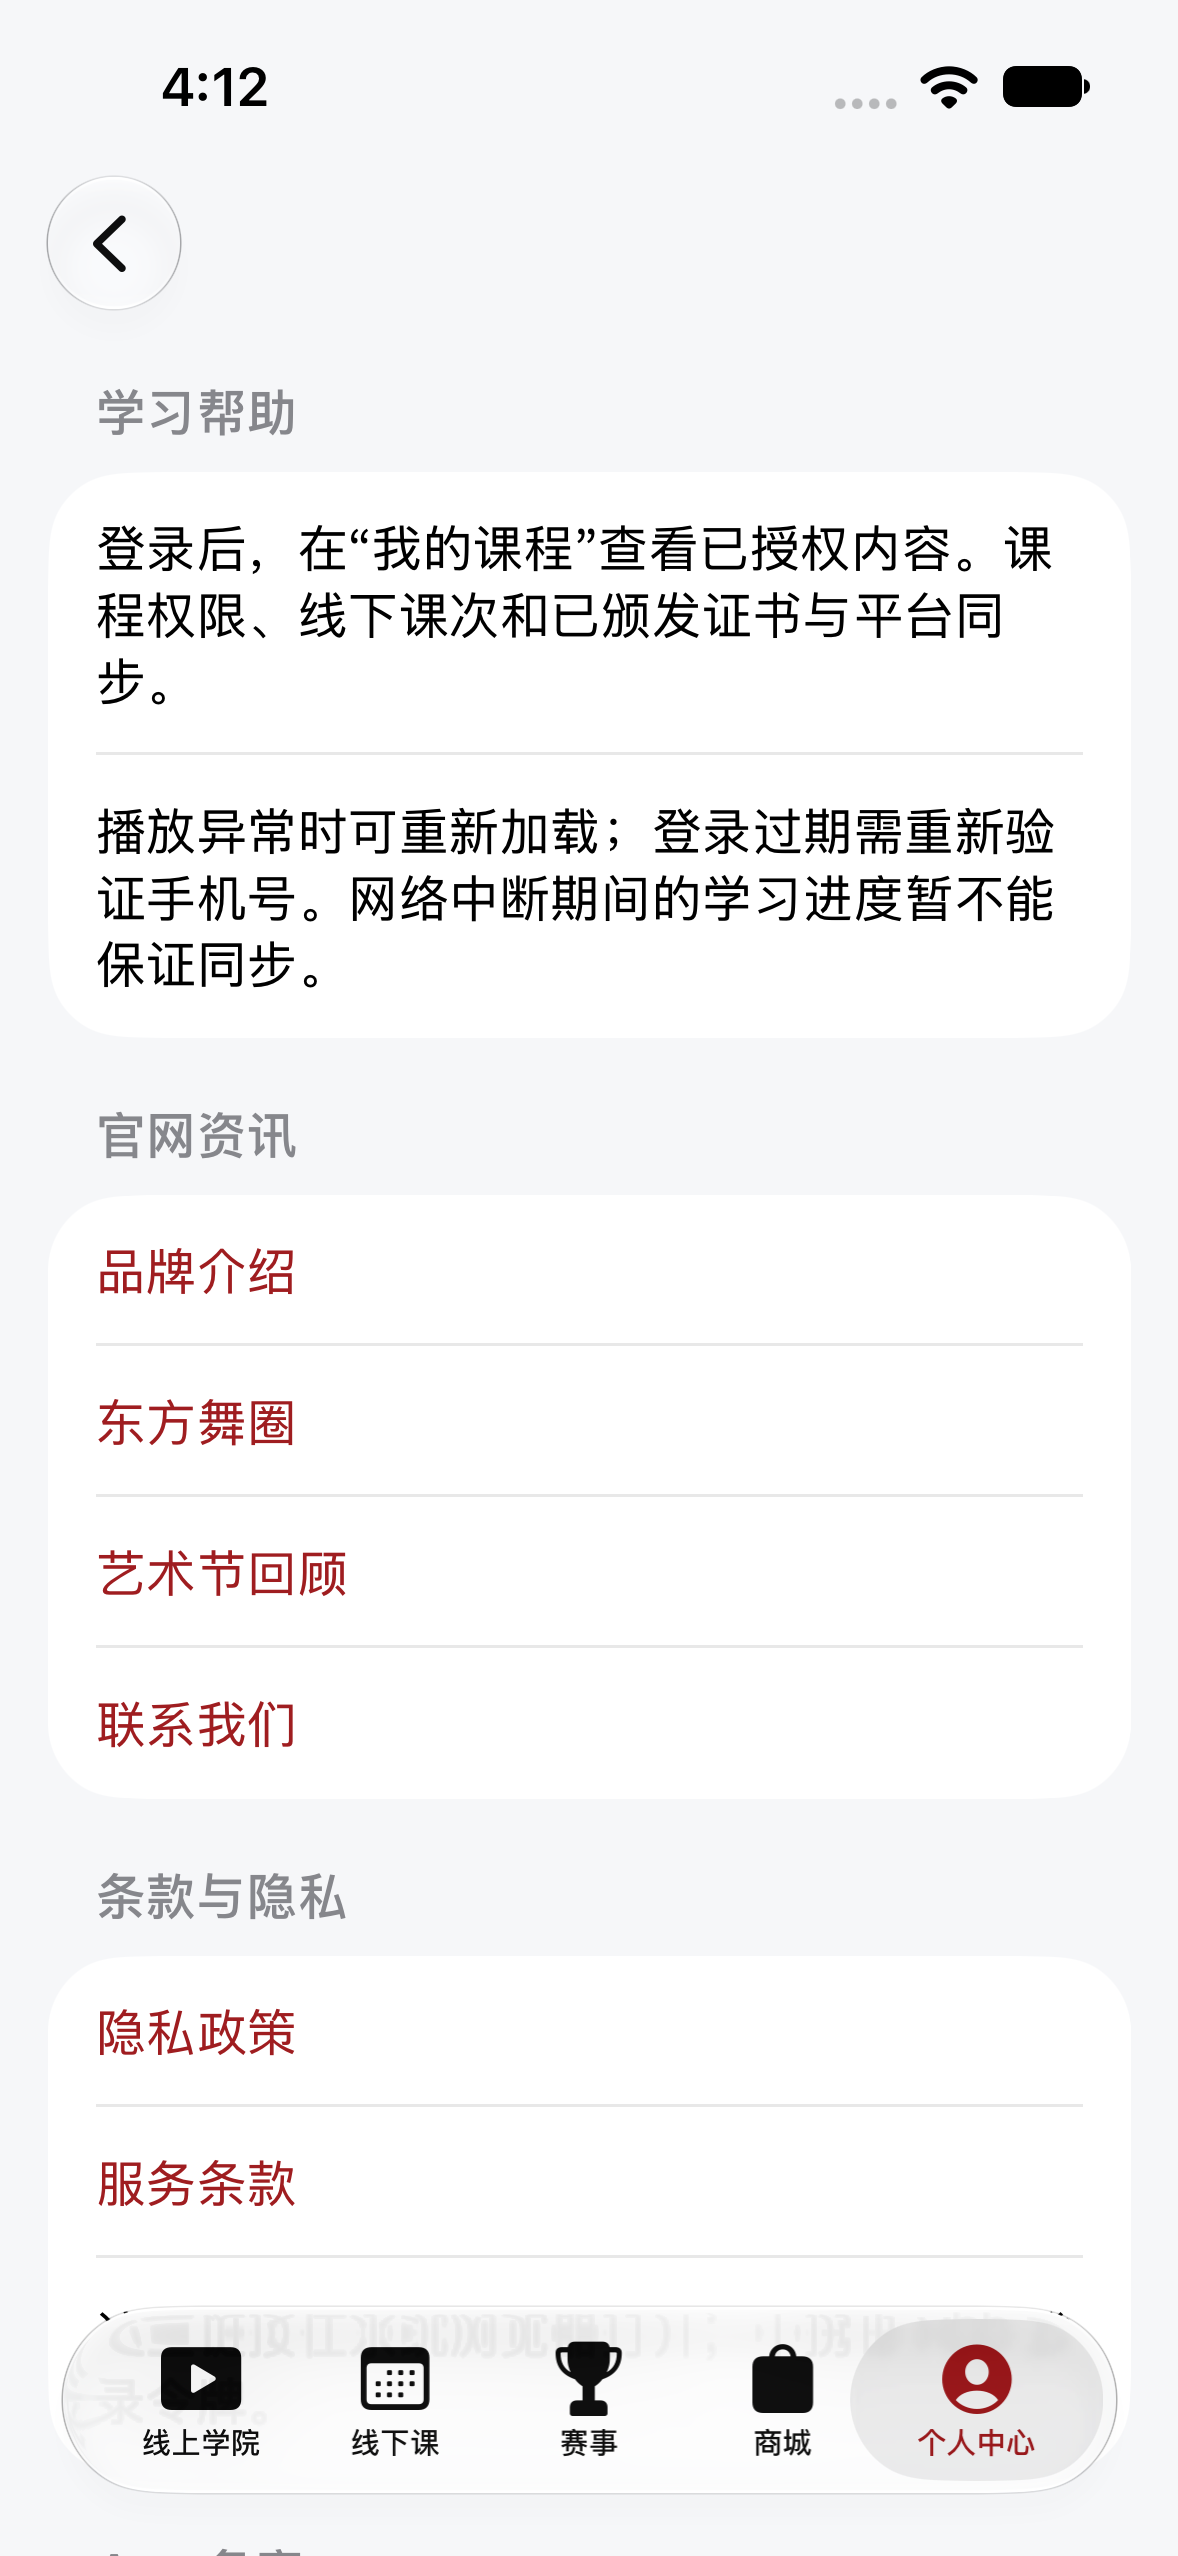 4:12
学习帮助
登录后，在“我的课程”查看已授权内容。课
程权限、线下课次和已颁发证书与平台同
步。
播放异常时可重新加载；登录过期需重新验
证手机号。网络中断期间的学习进度暂不能
保证同步。
官网资讯
品牌介绍
东方舞圈
艺术节回顾
联系我们
条款与隐私
隐私政策
服务条款
线上学院
线下课
赛事
商城
个人中心